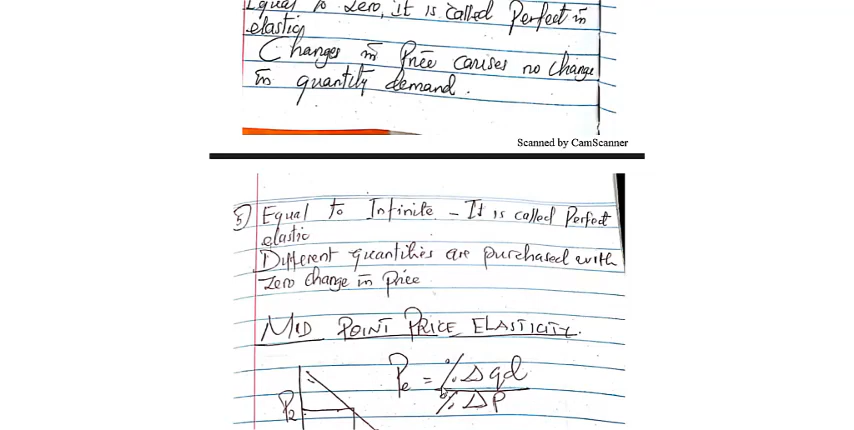 Equal to zero, it is called Perfect in
elastic
Changes in Price causes no change
in quantity demand.
Scanned by CamScanner
5) Equal to Infinite - It is called Perfect
elastic
Different quantities are purchased with
zero change in price
MID POINT PRICE ELASTICITY.
Pe = %Δqd
%ΔP
P2